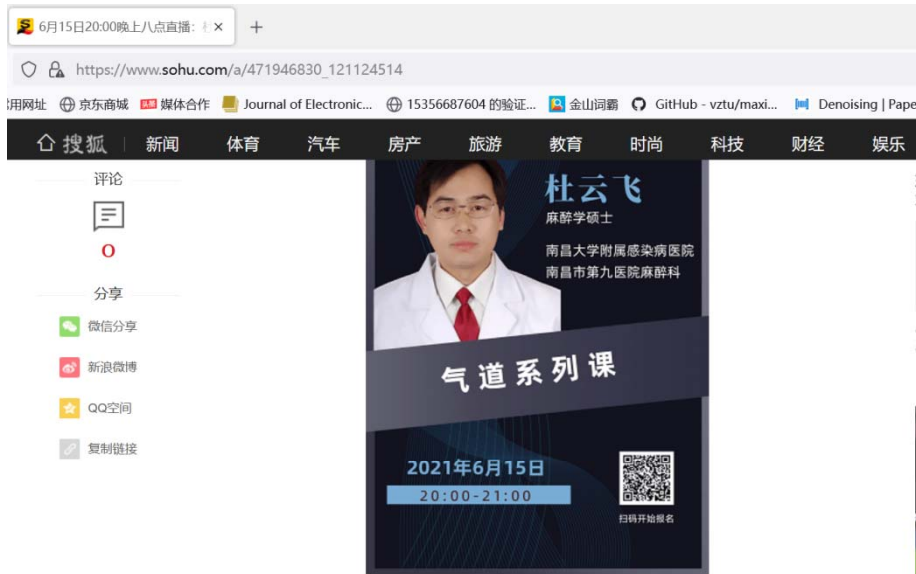 6月15日20:00晚上八点直播：
https://www.sohu.com/a/471946830_121124514
用网址 京东商城 媒体合作 Journal of Electronic... 15356687604 的验证... 金山词霸 GitHub - vztu/maxi... Denoising | Pape
搜狐 新闻 体育 汽车 房产 旅游 教育 时尚 科技 财经 娱乐
评论
0
分享
微信分享
新浪微博
QQ空间
复制链接
杜云飞
麻醉学硕士
南昌大学附属感染病医院
南昌市第九医院麻醉科
气道系列课
2021年6月15日
20:00-21:00
扫码开始报名